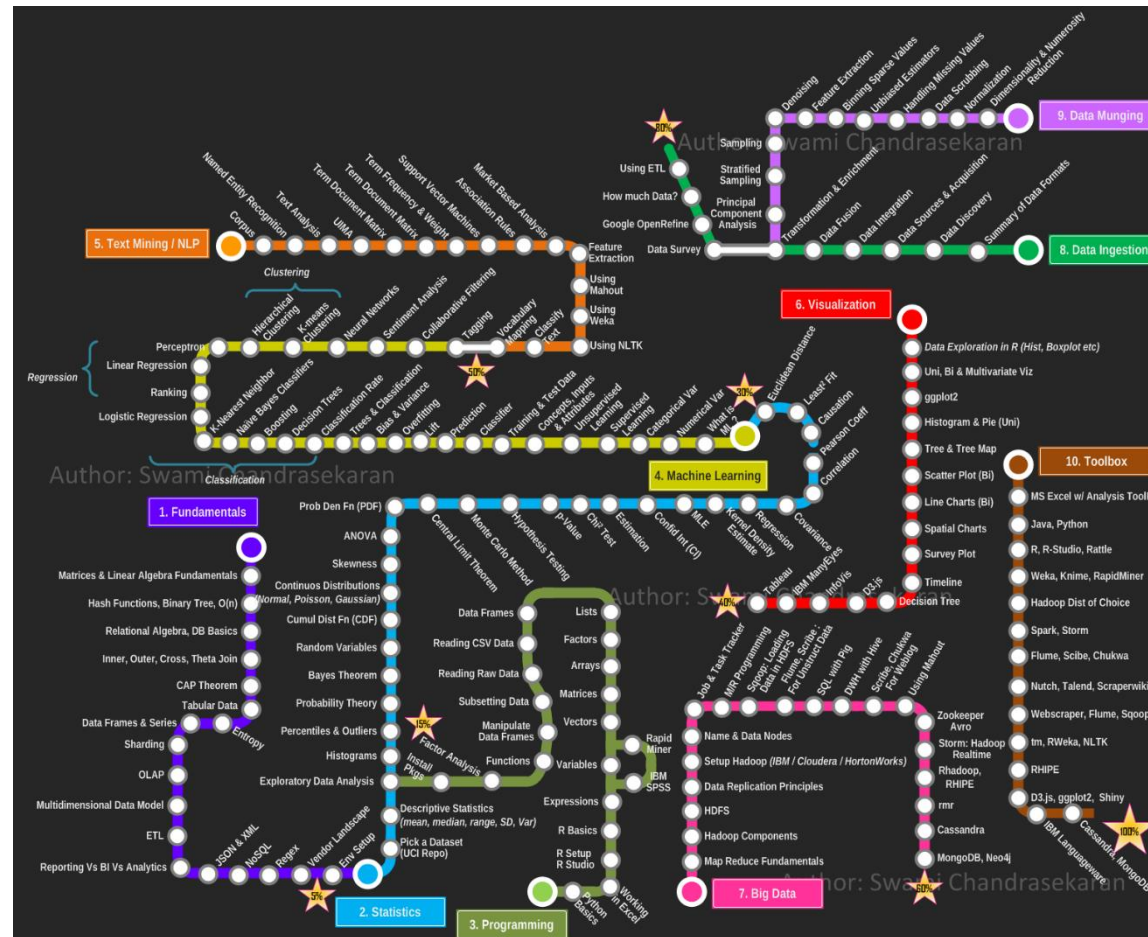 1. Fundamentals
Matrices & Linear Algebra Fundamentals
Hash Functions, Binary Tree, O(n)
Relational Algebra, DB Basics
Inner, Outer, Cross, Theta Join
CAP Theorem
Tabular Data
Entropy
Data Frames & Series
Sharding
OLAP
Multidimensional Data Model
ETL
Reporting Vs BI Vs Analytics
JSON & XML
NoSQL
Regex
Vendor Landscape
Env Setup
5%
2. Statistics
Pick a Dataset
(UCI Repo)
Descriptive Statistics
(mean, median, range, SD, Var)
Exploratory Data Analysis
Histograms
Percentiles & Outliers
Probability Theory
Bayes Theorem
Random Variables
Cumul Dist Fn (CDF)
Continuos Distributions
(Normal, Poisson, Gaussian)
Skewness
ANOVA
Prob Den Fn (PDF)
Central Limit Theorem
Monte Carlo Method
Hypothesis Testing
p-Value
Chi² Test
Estimation
Confid Int (CI)
MLE
Kernel Density
Estimate
Regression
Covariance
Correlation
Pearson Coeff
Causation
Least² Fit
Euclidean Distance
30%
3. Programming
Python
Basics
Working
in Excel
R Setup
R Studio
R Basics
Expressions
Variables
IBM
SPSS
Rapid
Miner
Vectors
Matrices
Arrays
Factors
Lists
Data Frames
Reading CSV Data
Reading Raw Data
Subsetting Data
Manipulate
Data Frames
Functions
Factor Analysis
Install
Pkgs
15%
4. Machine Learning
What is
ML?
Numerical Var
Categorical Var
Supervised
Learning
Unsupervised
Learning
Concepts, Inputs
& Attributes
Training & Test Data
Classifier
Prediction
Lift
Overfitting
Bias & Variance
Trees & Classification
Classification Rate
Decision Trees
Boosting
Naive Bayes Classifiers
K-Nearest Neighbor
Classification
Logistic Regression
Ranking
Linear Regression
Regression
Perceptron
Hierarchical
Clustering
K-means
Clustering
Clustering
Neural Networks
Sentiment Analysis
Collaborative Filtering
Tagging
50%
5. Text Mining / NLP
Corpus
Named Entity Recognition
Text Analysis
UIMA
Term Document Matrix
Term Document Matrix
Term Frequency & Weight
Support Vector Machines
Association Rules
Market Based Analysis
Feature
Extraction
Using
Mahout
Using
Weka
Using NLTK
Classify
Text
Vocabulary
Mapping
6. Visualization
Data Exploration in R (Hist, Boxplot etc)
Uni, Bi & Multivariate Viz
ggplot2
Histogram & Pie (Uni)
Tree & Tree Map
Scatter Plot (Bi)
Line Charts (Bi)
Spatial Charts
Survey Plot
Timeline
Decision Tree
D3.js
InfoVis
IBM ManyEyes
Tableau
40%
7. Big Data
Map Reduce Fundamentals
Hadoop Components
HDFS
Data Replication Principles
Setup Hadoop (IBM / Cloudera / HortonWorks)
Name & Data Nodes
Job & Task Tracker
M/R Programming
Sqoop: Loading
Data in HDFS
Flume, Scribe :
For Unstruct Data
SQL with Pig
DWH with Hive
Scribe, Chukwa
For Weblog
Using Mahout
Zookeeper
Avro
Storm: Hadoop
Realtime
Rhadoop,
RHIPE
rmr
Cassandra
MongoDB, Neo4j
60%
8. Data Ingestion
Summary of Data Formats
Data Discovery
Data Sources & Acquisition
Data Integration
Data Fusion
Transformation & Enrichment
Data Survey
Google OpenRefine
How much Data?
Using ETL
80%
9. Data Munging
Dimensionality & Numerosity
Reduction
Normalization
Data Scrubbing
Handling Missing Values
Unbiased Estimators
Binning Sparse Values
Feature Extraction
Denoising
Sampling
Stratified
Sampling
Principal
Component
Analysis
10. Toolbox
MS Excel w/ Analysis Toolp
Java, Python
R, R-Studio, Rattle
Weka, Knime, RapidMiner
Hadoop Dist of Choice
Spark, Storm
Flume, Scibe, Chukwa
Nutch, Talend, Scraperwiki
Webscraper, Flume, Sqoop
tm, RWeka, NLTK
RHIPE
D3.js, ggplot2, Shiny
IBM Languageware
Cassandra, MongoDB
100%
Author: Swami Chandrasekaran
Author: Swami Chandrasekaran
Author: Swami Chandrasekaran
Author: Swami Chandrasekaran